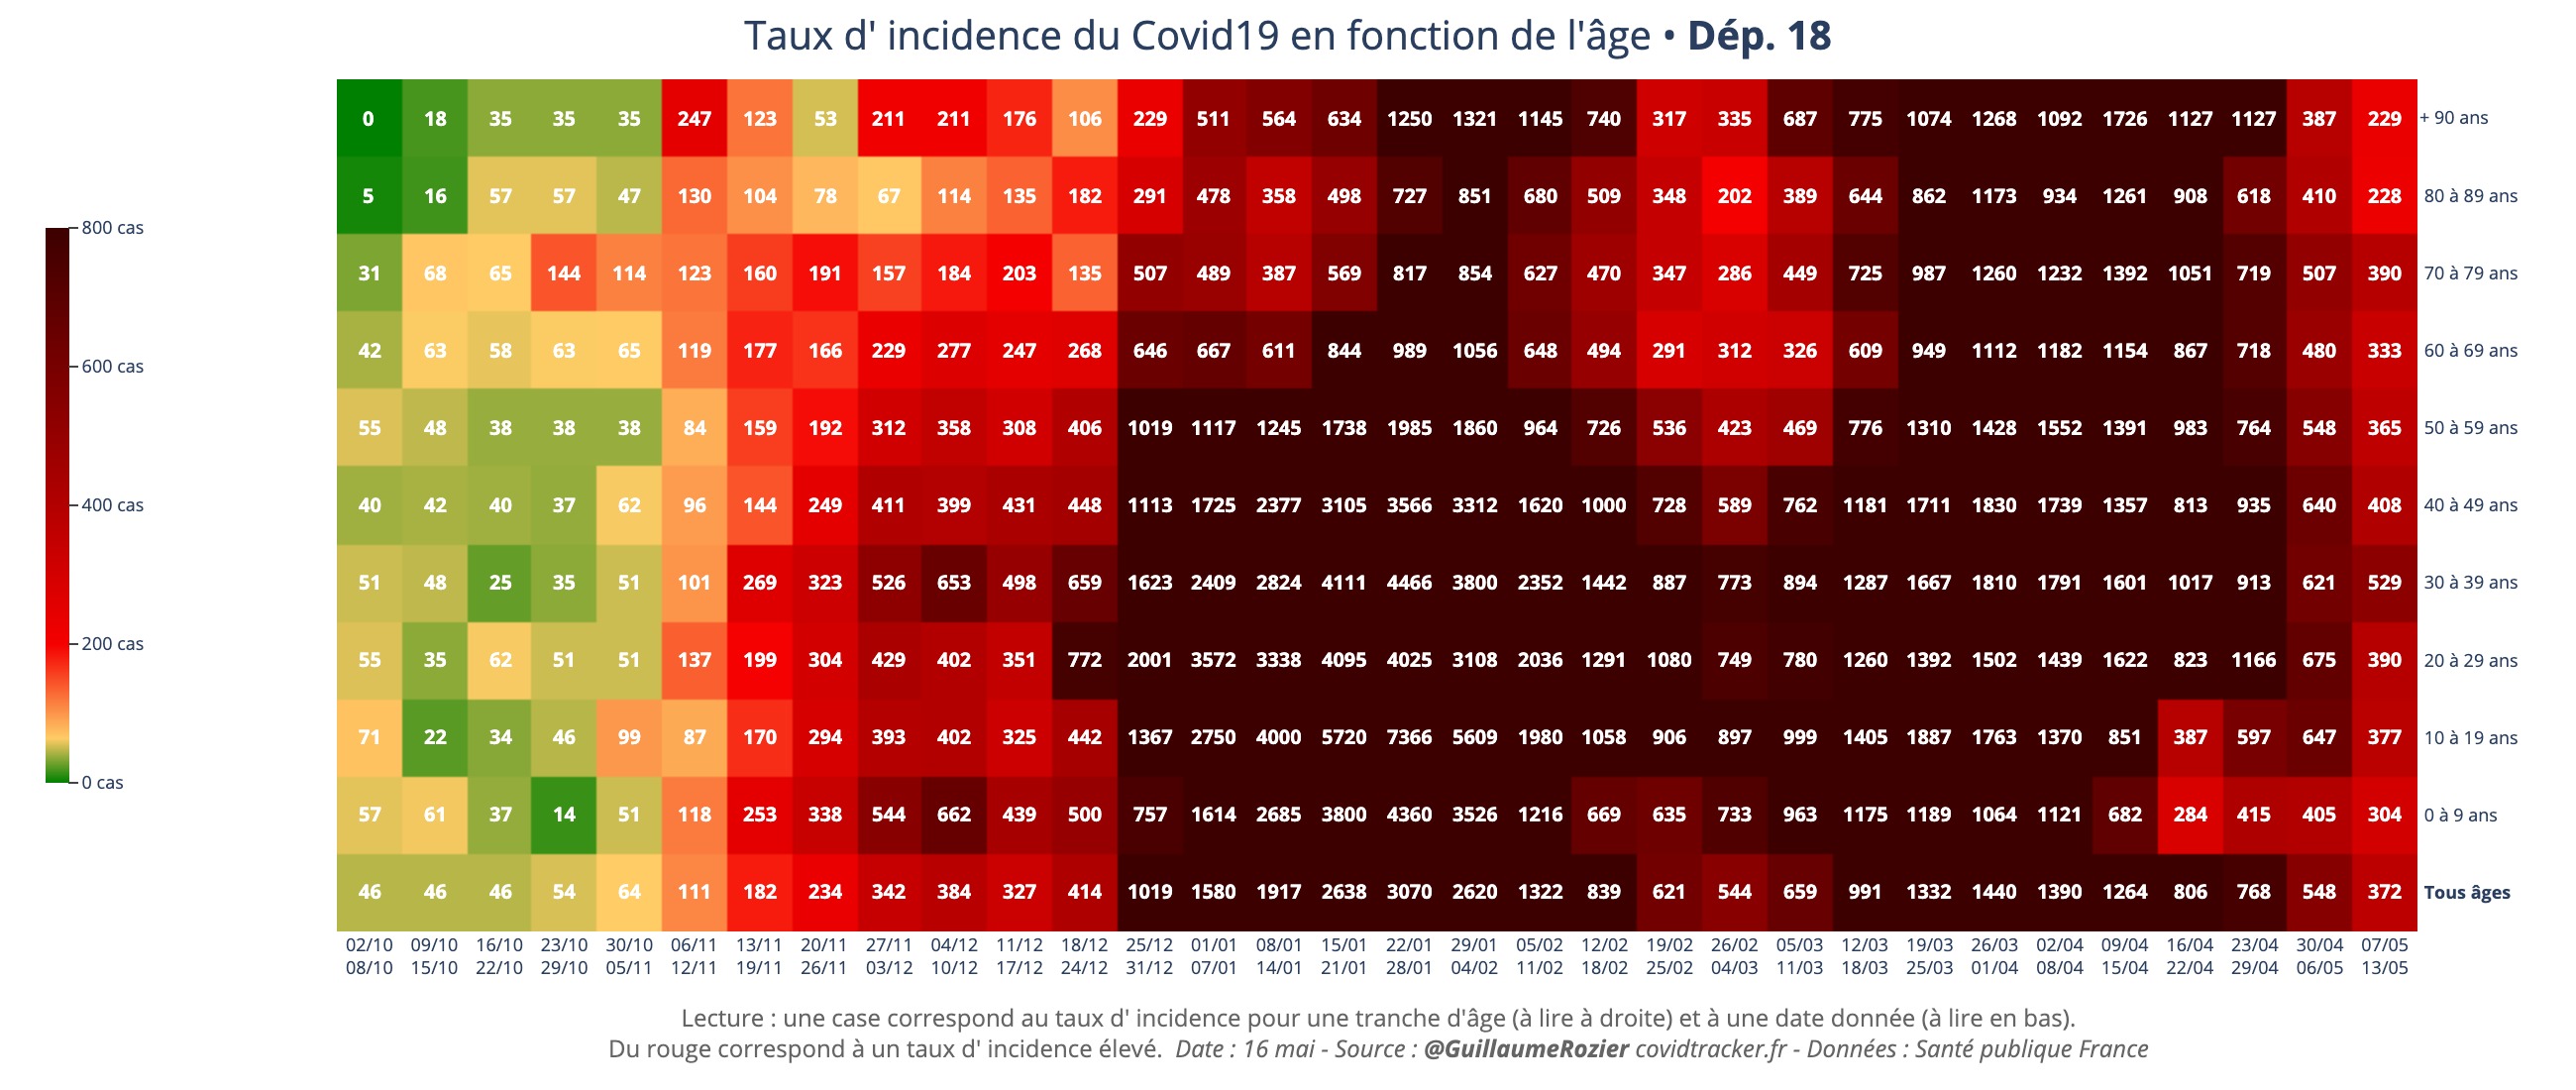 Taux d' incidence du Covid19 en fonction de l'âge • Dép. 18
800 cas
600 cas
400 cas
200 cas
0 cas
0 18 35 35 35 247 123 53 211 211 176 106 229 511 564 634 1250 1321 1145 740 317 335 687 775 1074 1268 1092 1726 1127 1127 387 229 + 90 ans
5 16 57 57 47 130 104 78 67 114 135 182 291 478 358 498 727 851 680 509 348 202 389 644 862 1173 934 1261 908 618 410 228 80 à 89 ans
31 68 65 144 114 123 160 191 157 184 203 135 507 489 387 569 817 854 627 470 347 286 449 725 987 1260 1232 1392 1051 719 507 390 70 à 79 ans
42 63 58 63 65 119 177 166 229 277 247 268 646 667 611 844 989 1056 648 494 291 312 326 609 949 1112 1182 1154 867 718 480 333 60 à 69 ans
55 48 38 38 38 84 159 192 312 358 308 406 1019 1117 1245 1738 1985 1860 964 726 536 423 469 776 1310 1428 1552 1391 983 764 548 365 50 à 59 ans
40 42 40 37 62 96 144 249 411 399 431 448 1113 1725 2377 3105 3566 3312 1620 1000 728 589 762 1181 1711 1830 1739 1357 813 935 640 408 40 à 49 ans
51 48 25 35 51 101 269 323 526 653 498 659 1623 2409 2824 4111 4466 3800 2352 1442 887 773 894 1287 1667 1810 1791 1601 1017 913 621 529 30 à 39 ans
55 35 62 51 51 137 199 304 429 402 351 772 2001 3572 3338 4095 4025 3108 2036 1291 1080 749 780 1260 1392 1502 1439 1622 823 1166 675 390 20 à 29 ans
71 22 34 46 99 87 170 294 393 402 325 442 1367 2750 4000 5720 7366 5609 1980 1058 906 897 999 1405 1887 1763 1370 851 387 597 647 377 10 à 19 ans
57 61 37 14 51 118 253 338 544 662 439 500 757 1614 2685 3800 4360 3526 1216 669 635 733 963 1175 1189 1064 1121 682 284 415 405 304 0 à 9 ans
46 46 46 54 64 111 182 234 342 384 327 414 1019 1580 1917 2638 3070 2620 1322 839 621 544 659 991 1332 1440 1390 1264 806 768 548 372 Tous âges
02/10 09/10 16/10 23/10 30/10 06/11 13/11 20/11 27/11 04/12 11/12 18/12 25/12 01/01 08/01 15/01 22/01 29/01 05/02 12/02 19/02 26/02 05/03 12/03 19/03 26/03 02/04 09/04 16/04 23/04 30/04 07/05
08/10 15/10 22/10 29/10 05/11 12/11 19/11 26/11 03/12 10/12 17/12 24/12 31/12 07/01 14/01 21/01 28/01 04/02 11/02 18/02 25/02 04/03 11/03 18/03 25/03 01/04 08/04 15/04 22/04 29/04 06/05 13/05
Lecture : une case correspond au taux d' incidence pour une tranche d'âge (à lire à droite) et à une date donnée (à lire en bas).
Du rouge correspond à un taux d' incidence élevé. Date : 16 mai - Source : @GuillaumeRozier covidtracker.fr - Données : Santé publique France